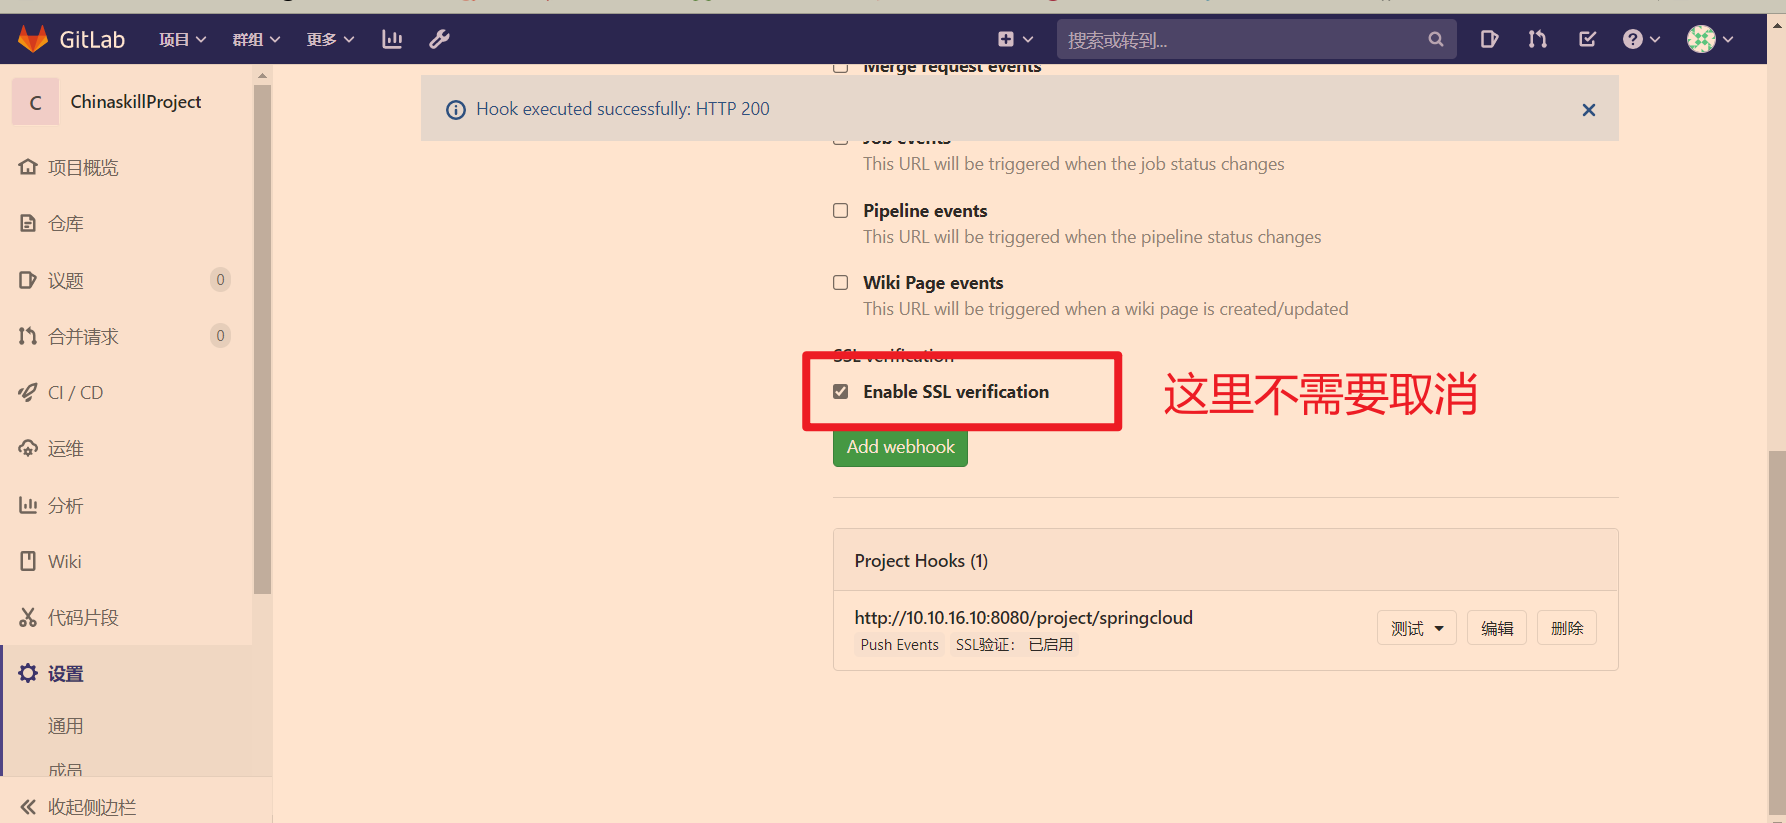 GitLab 项目 群组 更多 搜索或转到...
C ChinaskillProject
项目概览
仓库
议题 0
合并请求 0
CI / CD
运维
分析
Wiki
代码片段
设置
通用
成员
收起侧边栏
Merge request events
Hook executed successfully: HTTP 200
Job events
This URL will be triggered when the job status changes
Pipeline events
This URL will be triggered when the pipeline status changes
Wiki Page events
This URL will be triggered when a wiki page is created/updated
SSL verification
Enable SSL verification
这里不需要取消
Add webhook
Project Hooks (1)
http://10.10.16.10:8080/project/springcloud
Push Events SSL验证: 已启用
测试 编辑 删除